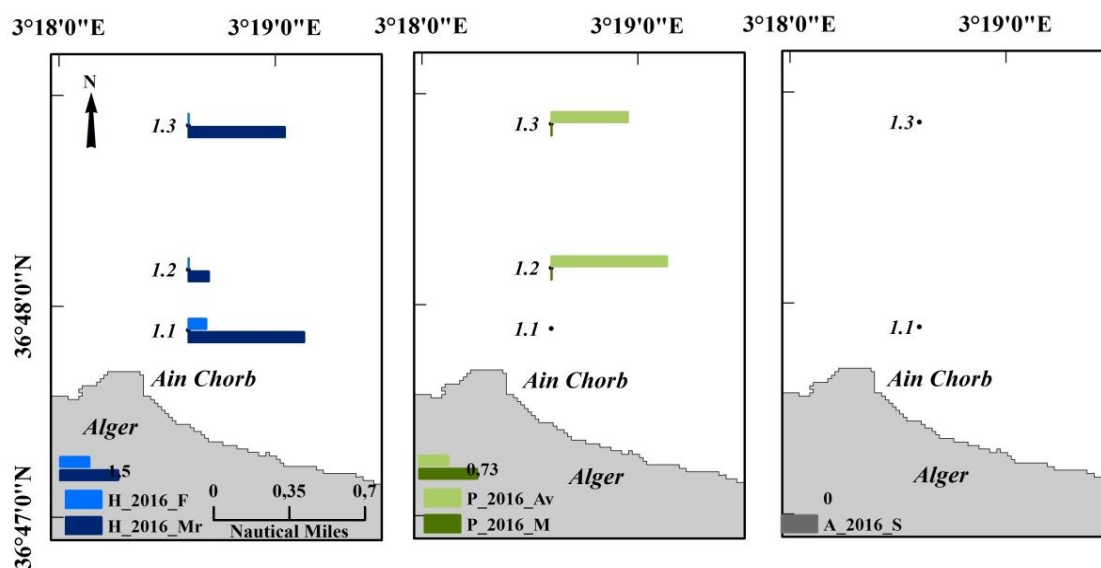 3°18'0"E 3°19'0"E 3°18'0"E 3°19'0"E 3°18'0"E 3°19'0"E
N
1.3 1.3 1.3
1.2 1.2
36°48'0"N
1.1 1.1 1.1
Ain Chorb Ain Chorb Ain Chorb
Alger
Alger Alger
1.5 0.73
0 0,35 0,7 0
H_2016_F P_2016_Av
36°47'0"N
H_2016_Mr Nautical Miles P_2016_M A_2016_S